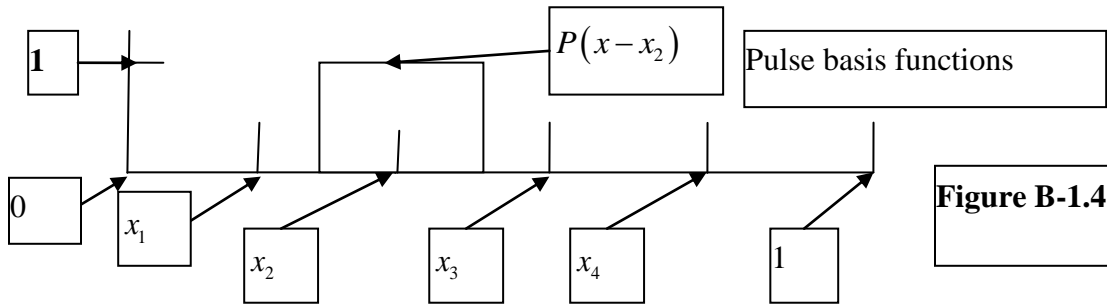 1
P(x − x₂)
Pulse basis functions
0
x₁
x₂
x₃
x₄
1
Figure B-1.4